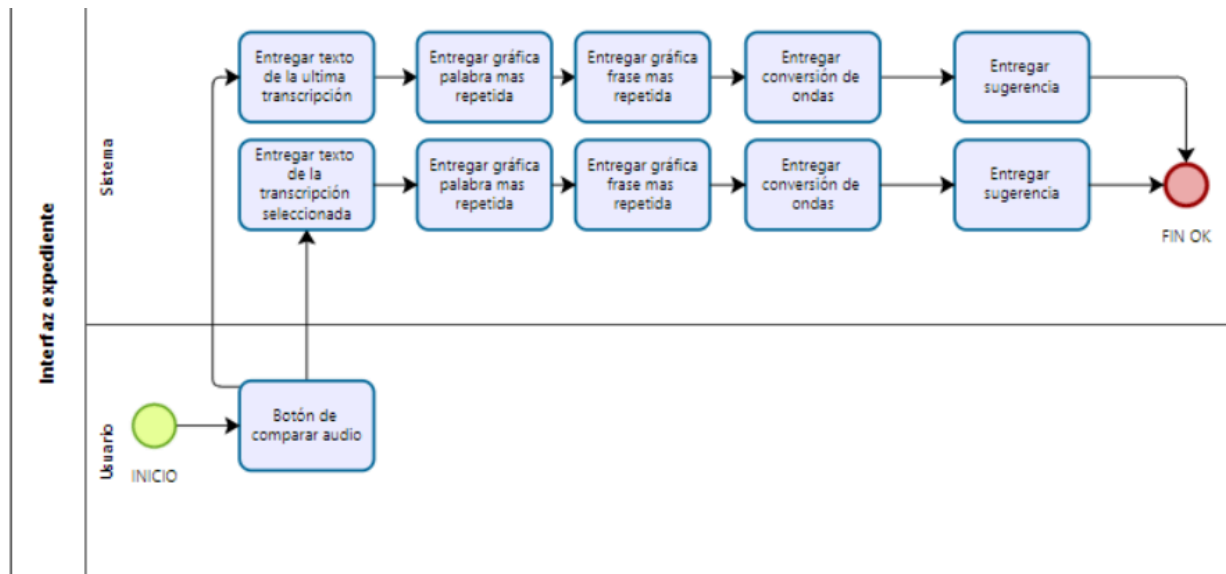 Interfaz expediente
Sistema
Entregar texto
de la ultima
transcripción
Entregar gráfica
palabra mas
repetida
Entregar gráfica
frase mas
repetida
Entregar
conversión de
ondas
Entregar
sugerencia
Entregar texto
de la
transcripción
seleccionada
Entregar gráfica
palabra mas
repetida
Entregar gráfica
frase mas
repetida
Entregar
conversión de
ondas
Entregar
sugerencia
FIN OK
Usuario
INICIO
Botón de
comparar audio